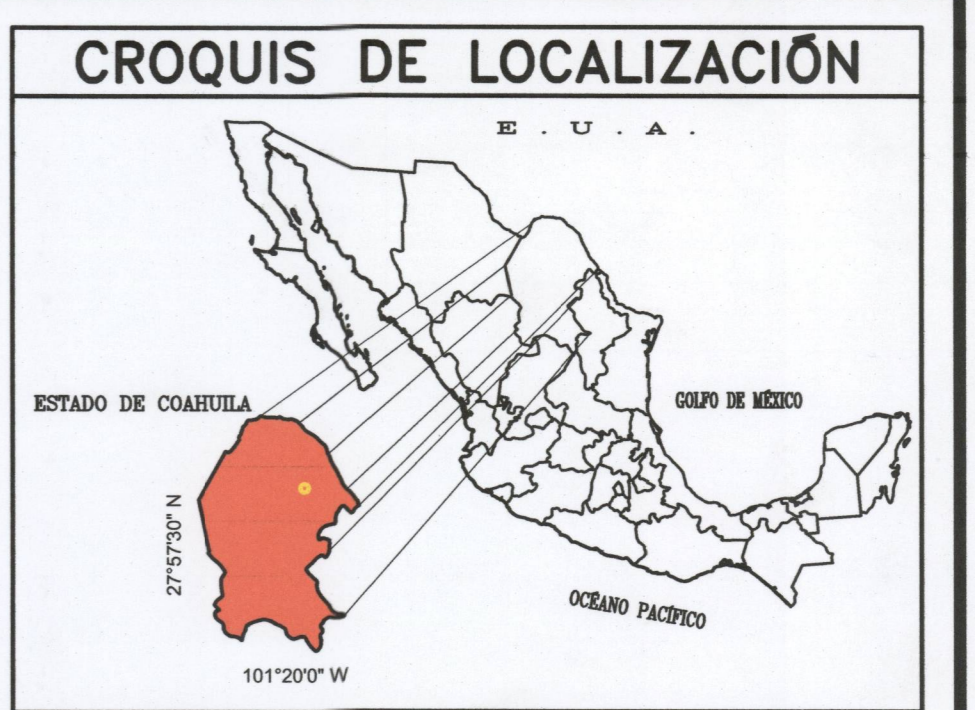 CROQUIS DE LOCALIZACIÓN
E . U . A .
ESTADO DE COAHUILA
GOLFO DE MÉXICO
27°57'30" N
OCÉANO PACÍFICO
101°20'0" W